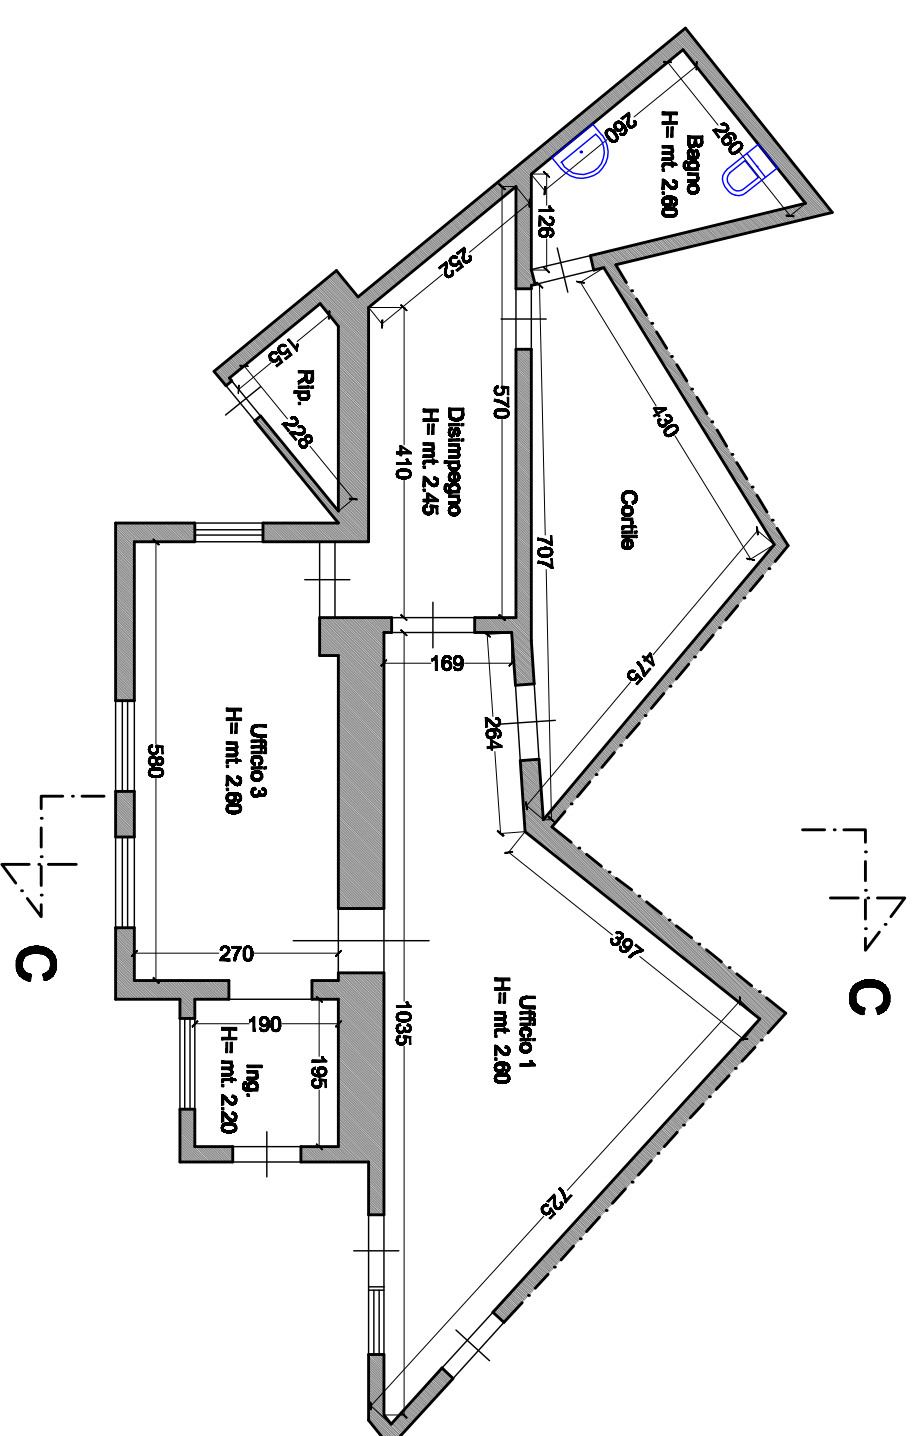 Bagno
H= mt. 2.60
260
260
126
252
155
Rip.
228
Disimpegno
H= mt. 2.45
570
410
430
Cortile
707
475
169
264
Ufficio 3
H= mt. 2.60
580
270
397
Ufficio 1
H= mt. 2.60
1035
190
195
Ing.
H= mt. 2.20
725
C
C